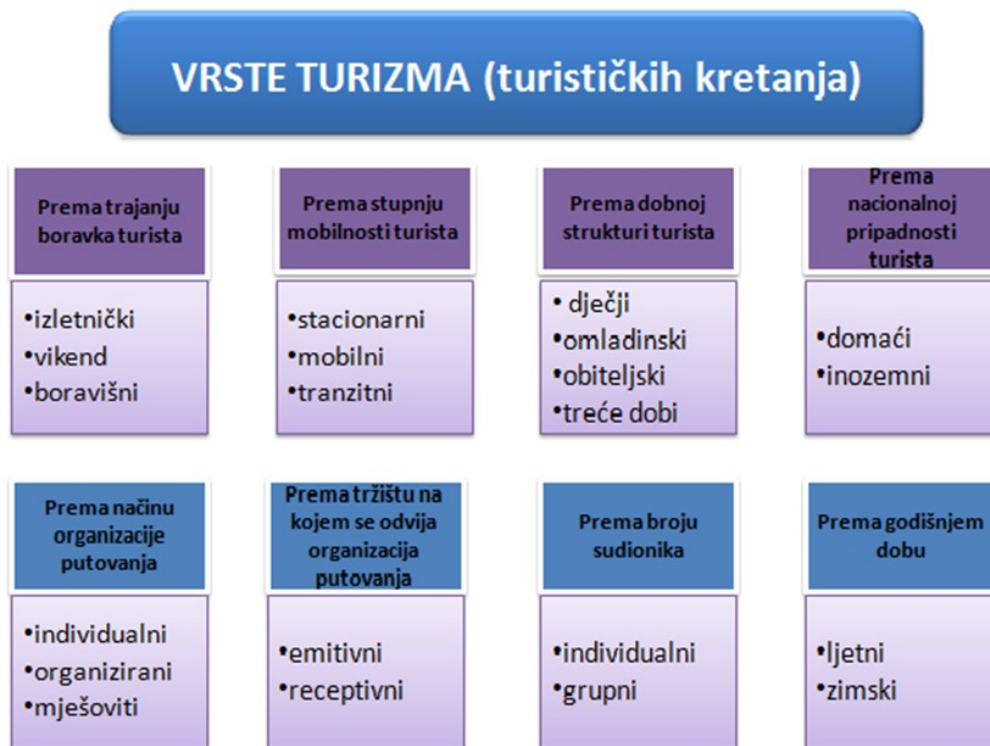 VRSTE TURIZMA (turističkih kretanja)
Prema trajanju
boravka turista
•izletnički
•vikend
•boravišni
Prema stupnju
mobilnosti turista
•stacionarni
•mobilni
•tranzitni
Prema dobnoj
strukturi turista
• dječji
•omladinski
•obiteljski
•treće dobi
Prema
nacionalnoj
pripadnosti
turista
•domaći
•inozemni
Prema načinu
organizacije
putovanja
•individualni
•organizirani
•mješoviti
Prema tržištu na
kojem se odvija
organizacija
putovanja
•emitivni
•receptivni
Prema broju
sudionika
•individualni
•grupni
Prema godišnjem
dobu
•ljetni
•zimski